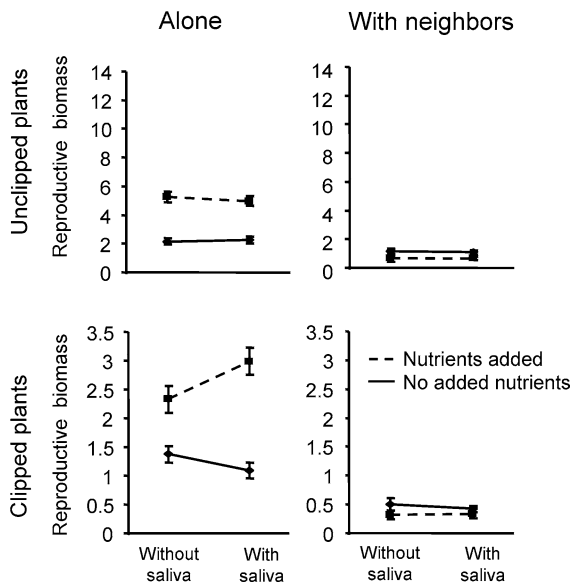 Alone
With neighbors
Unclipped plants
Reproductive biomass
14
12
10
8
6
4
2
0
14
12
10
8
6
4
2
0
Clipped plants
Reproductive biomass
3.5
3
2.5
2
1.5
1
0.5
0
3.5
3
2.5
2
1.5
1
0.5
0
Nutrients added
No added nutrients
Without
saliva
With
saliva
Without
saliva
With
saliva